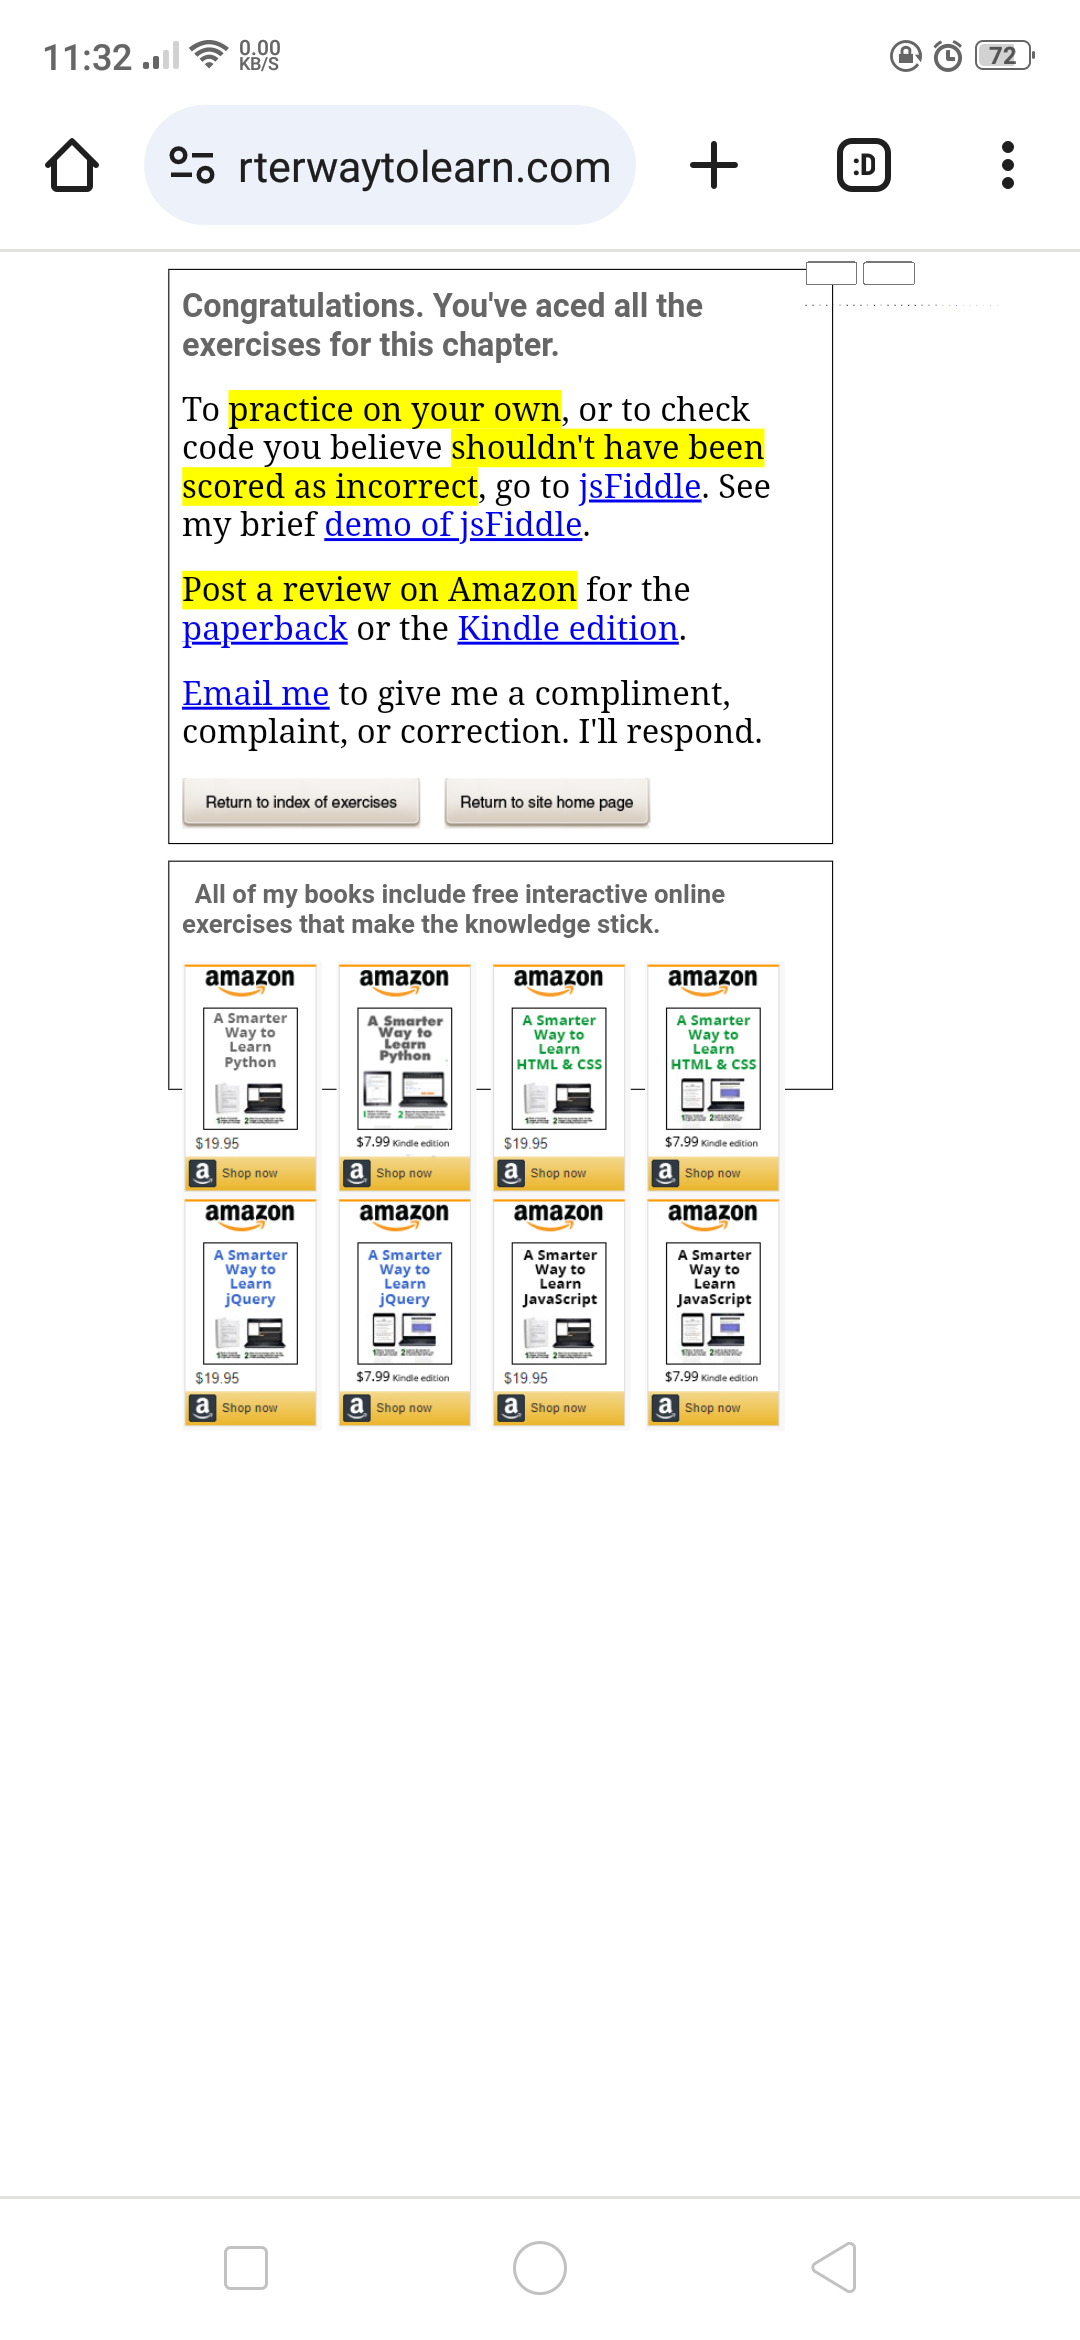 11:32 0.00 KB/S 72
rterwaytolearn.com :D
Congratulations. You've aced all the
exercises for this chapter.
To practice on your own, or to check
code you believe shouldn't have been
scored as incorrect, go to jsFiddle. See
my brief demo of jsFiddle.
Post a review on Amazon for the
paperback or the Kindle edition.
Email me to give me a compliment,
complaint, or correction. I'll respond.
Return to index of exercises Return to site home page
All of my books include free interactive online
exercises that make the knowledge stick.
amazon amazon amazon amazon
A Smarter A Smarter A Smarter A Smarter
Way to Way to Way to Way to
Learn Learn Learn Learn
Python Python HTML & CSS HTML & CSS
$19.95 $7.99 Kindle edition $19.95 $7.99 Kindle edition
a Shop now a Shop now a Shop now a Shop now
amazon amazon amazon amazon
A Smarter A Smarter A Smarter A Smarter
Way to Way to Way to Way to
Learn Learn Learn Learn
jQuery jQuery JavaScript JavaScript
$19.95 $7.99 Kindle edition $19.95 $7.99 Kindle edition
a Shop now a Shop now a Shop now a Shop now